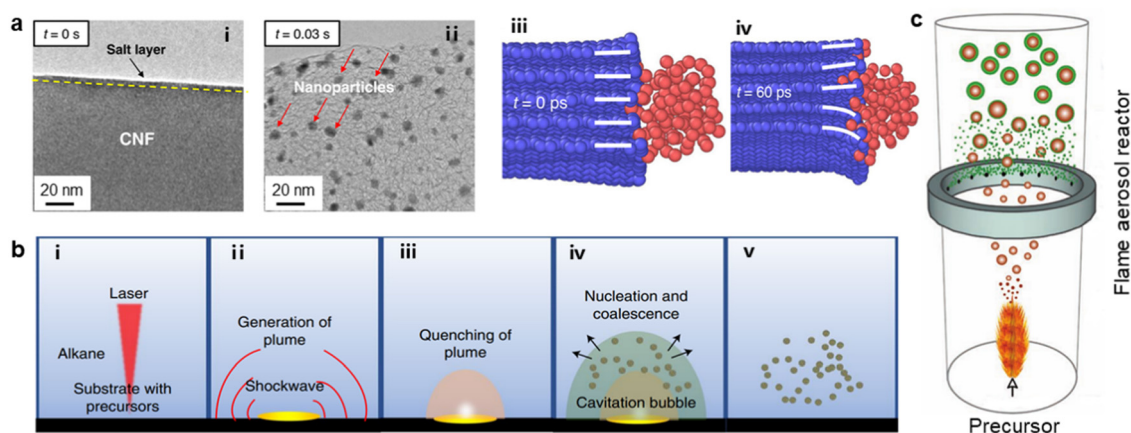 a
t = 0 s
i
Salt layer
CNF
20 nm
t = 0.03 s
ii
Nanoparticles
20 nm
iii
t = 0 ps
iv
t = 60 ps
b
i
Laser
Alkane
Substrate with
precursors
ii
Generation of
plume
Shockwave
iii
Quenching of
plume
iv
Nucleation and
coalescence
Cavitation bubble
v
c
Flame aerosol reactor
Precursor